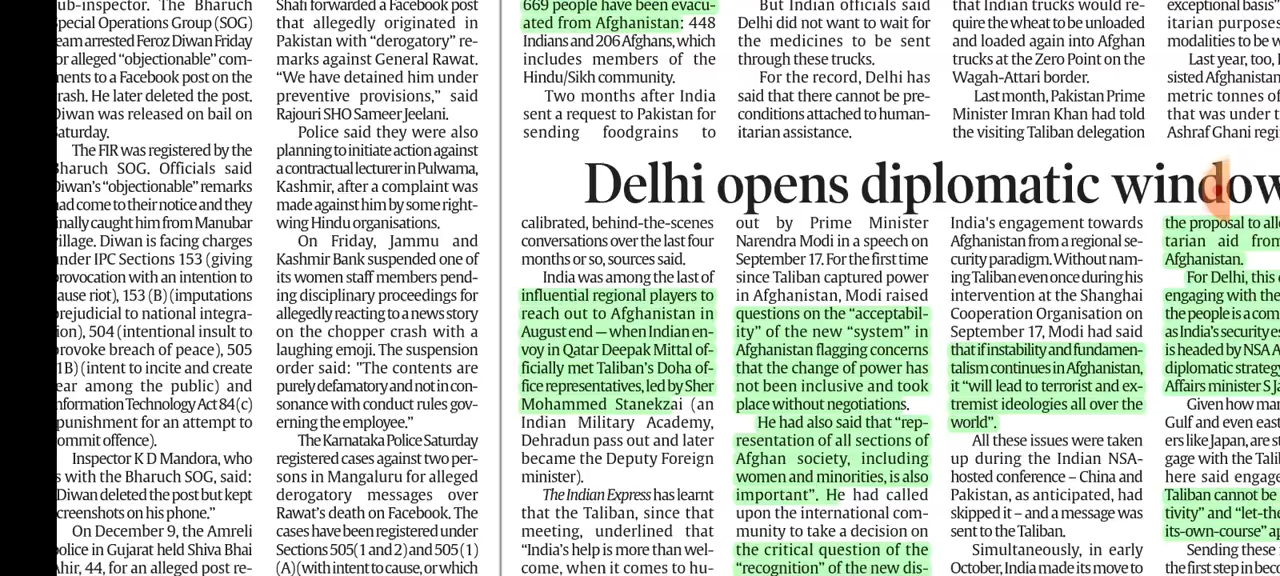 sub-inspector. The Bharuch
Special Operations Group (SOG)
team arrested Feroz Diwan Friday
for alleged “objectionable” com-
ments to a Facebook post on the
crash. He later deleted the post.
Diwan was released on bail on
Saturday.
The FIR was registered by the
Bharuch SOG. Officials said
Diwan's “objectionable” remarks
had come to their notice and they
finally caught him from Manubar
village. Diwan is facing charges
under IPC Sections 153 (giving
provocation with an intention to
cause riot), 153 (B) (imputations
prejudicial to national integra-
tion), 504 (intentional insult to
provoke breach of peace), 505
(1B) (intent to incite and create
fear among the public) and
Information Technology Act 84 (c)
(punishment for an attempt to
commit offence).
Inspector K D Mandora, who
is with the Bharuch SOG, said:
“Diwan deleted the post but kept
screenshots on his phone.”
On December 9, the Amreli
police in Gujarat held Shiva Bhai
Ahir, 44, for an alleged post re-
Shafi forwarded a Facebook post
that allegedly originated in
Pakistan with “derogatory” re-
marks against General Rawat.
“We have detained him under
preventive provisions,” said
Rajouri SHO Sameer Jeelani.
Police said they were also
planning to initiate action against
a contractual lecturer in Pulwama,
Kashmir, after a complaint was
made against him by some right-
wing Hindu organisations.
On Friday, Jammu and
Kashmir Bank suspended one of
its women staff members pend-
ing disciplinary proceedings for
allegedly reacting to a news story
on the chopper crash with a
laughing emoji. The suspension
order said: "The contents are
purely defamatory and not in con-
sonance with conduct rules gov-
erning the employee.”
The Karnataka Police Saturday
registered cases against two per-
sons in Mangaluru for alleged
derogatory messages over
Rawat's death on Facebook. The
cases have been registered under
Sections 505 (1 and 2) and 505 (1)
(A) (with intent to cause, or which
669 people have been evacu-
ated from Afghanistan: 448
Indians and 206 Afghans, which
includes members of the
Hindu/Sikh community.
Two months after India
sent a request to Pakistan for
sending foodgrains to
But Indian officials said
Delhi did not want to wait for
the medicines to be sent
through these trucks.
For the record, Delhi has
said that there cannot be pre-
conditions attached to human-
itarian assistance.
that Indian trucks would re-
quire the wheat to be unloaded
and loaded again into Afghan
trucks at the Zero Point on the
Wagah-Attari border.
Last month, Pakistan Prime
Minister Imran Khan had told
the visiting Taliban delegation
exceptional basis”
itarian purposes
modalities to be w
Last year, too, I
sisted Afghanistan
metric tonnes of
that was under t
Ashraf Ghani regi
Delhi opens diplomatic window
calibrated, behind-the-scenes
conversations over the last four
months or so, sources said.
India was among the last of
influential regional players to
reach out to Afghanistan in
August end — when Indian en-
voy in Qatar Deepak Mittal of-
ficially met Taliban's Doha of-
fice representatives, led by Sher
Mohammed Stanekzai (an
Indian Military Academy,
Dehradun pass out and later
became the Deputy Foreign
minister).
The Indian Express has learnt
that the Taliban, since that
meeting, underlined that
“India's help is more than wel-
come, when it comes to hu-
out by Prime Minister
Narendra Modi in a speech on
September 17. For the first time
since Taliban captured power
in Afghanistan, Modi raised
questions on the “acceptabil-
ity” of the new “system” in
Afghanistan flagging concerns
that the change of power has
not been inclusive and took
place without negotiations.
He had also said that “rep-
resentation of all sections of
Afghan society, including
women and minorities, is also
important”. He had called
upon the international com-
munity to take a decision on
the critical question of the
“recognition” of the new dis-
India's engagement towards
Afghanistan from a regional se-
curity paradigm. Without nam-
ing Taliban even once during his
intervention at the Shanghai
Cooperation Organisation on
September 17, Modi had said
that if instability and fundamen-
talism continues in Afghanistan,
it “will lead to terrorist and ex-
tremist ideologies all over the
world”.
All these issues were taken
up during the Indian NSA-
hosted conference – China and
Pakistan, as anticipated, had
skipped it – and a message was
sent to the Taliban.
Simultaneously, in early
October, India made its move to
the proposal to allo
tarian aid from
Afghanistan.
For Delhi, this
engaging with the
the people is a com
as India's security es
is headed by NSA A
diplomatic strategy
Affairs minister S Ja
Given how man
Gulf and even east
ers like Japan, are st
gage with the Tali
here said engage
Taliban cannot be
tivity” and “let-the
its-own-course” ap
Sending these
the first step in beco